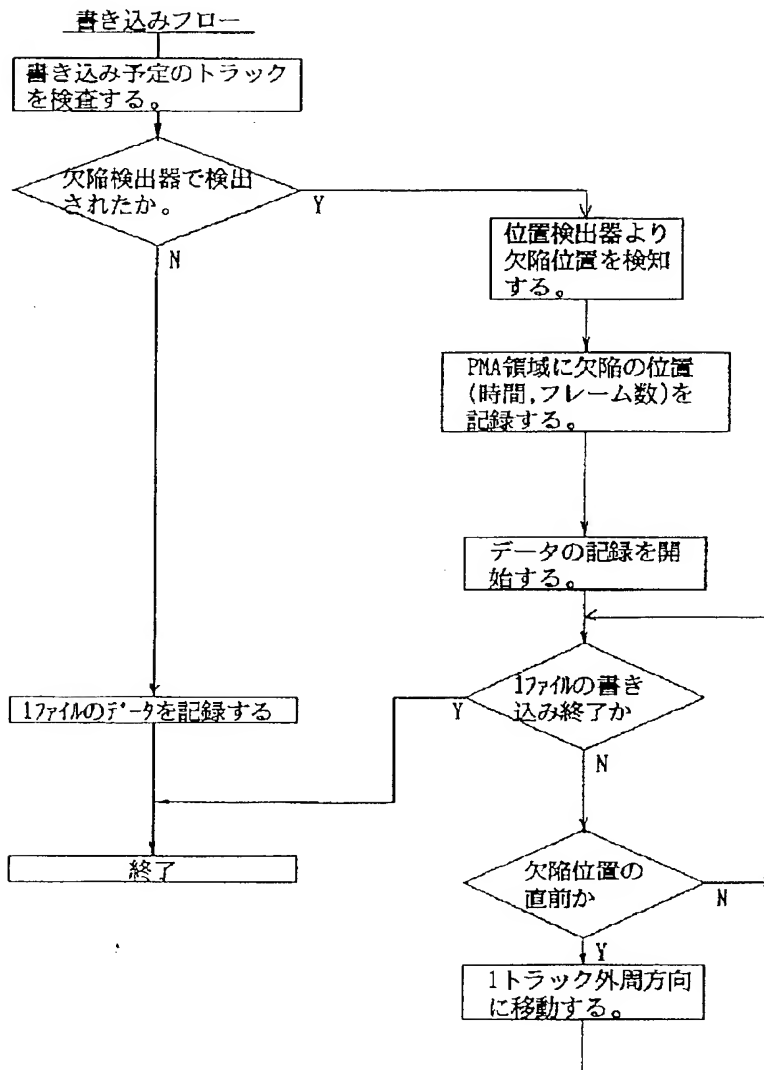 書き込みフロー
書き込み予定のトラック
を検査する。
欠陥検出器で検出
されたか。
Y
N
位置検出器より
欠陥位置を検知
する。
PMA領域に欠陥の位置
(時間,フレーム数)を
記録する。
データの記録を開
始する。
1ファイルの書き
込み終了か
Y
N
1ファイルのデータを記録する
終了
欠陥位置の
直前か
N
Y
1トラック外周方向
に移動する。